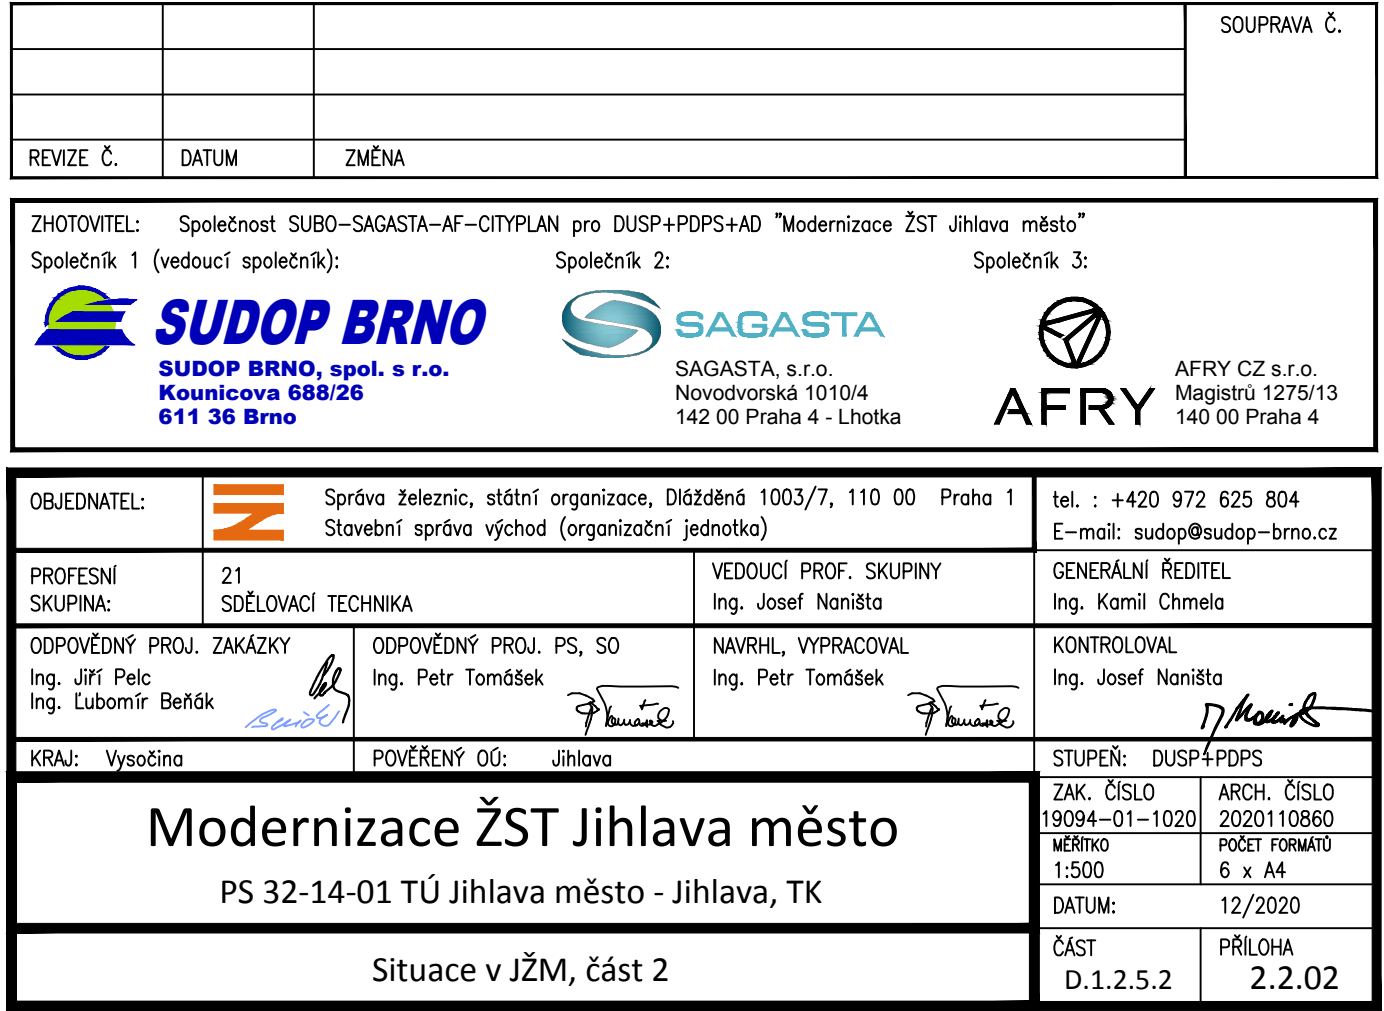 SOUPRAVA Č.
REVIZE Č. DATUM ZMĚNA
ZHOTOVITEL: Společnost SUBO-SAGASTA-AF-CITYPLAN pro DUSP+PDPS+AD "Modernizace ŽST Jihlava město"
Společník 1 (vedoucí společník): Společník 2: Společník 3:
SUDOP BRNO
SUDOP BRNO, spol. s r.o.
Kounicova 688/26
611 36 Brno
SAGASTA
SAGASTA, s.r.o.
Novodvorská 1010/4
142 00 Praha 4 - Lhotka
AFRY
AFRY CZ s.r.o.
Magistrů 1275/13
140 00 Praha 4
OBJEDNATEL:
Správa železnic, státní organizace, Dlážděná 1003/7, 110 00 Praha 1
Stavební správa východ (organizační jednotka)
tel. : +420 972 625 804
E-mail: sudop@sudop-brno.cz
PROFESNÍ
SKUPINA:
21
SDĚLOVACÍ TECHNIKA
VEDOUCÍ PROF. SKUPINY
Ing. Josef Naništa
GENERÁLNÍ ŘEDITEL
Ing. Kamil Chmela
ODPOVĚDNÝ PROJ. ZAKÁZKY
Ing. Jiří Pelc
Ing. Ľubomír Beňák
ODPOVĚDNÝ PROJ. PS, SO
Ing. Petr Tomášek
NAVRHL, VYPRACOVAL
Ing. Petr Tomášek
KONTROLOVAL
Ing. Josef Naništa
KRAJ: Vysočina
POVĚŘENÝ OÚ: Jihlava
STUPEŇ: DUSP+PDPS
Modernizace ŽST Jihlava město
PS 32-14-01 TÚ Jihlava město - Jihlava, TK
Situace v JŽM, část 2
ZAK. ČÍSLO
19094-01-1020
ARCH. ČÍSLO
2020110860
MĚŘÍTKO
1:500
POČET FORMÁTŮ
6 x A4
DATUM: 12/2020
ČÁST
D.1.2.5.2
PŘÍLOHA
2.2.02